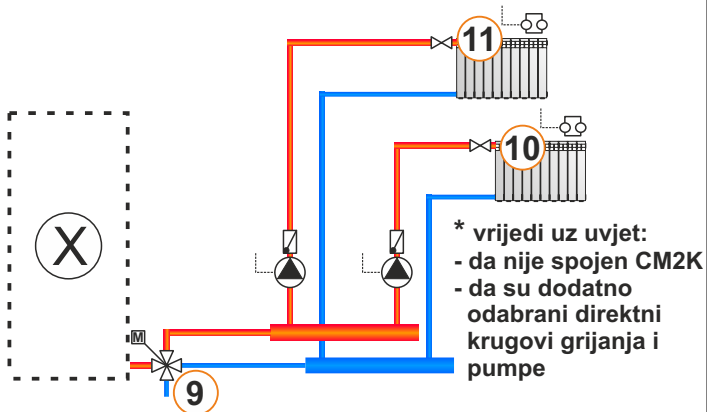 11
10
X
* vrijedi uz uvjet:
- da nije spojen CM2K
- da su dodatno
odabrani direktni
krugovi grijanja i
pumpe
M
9